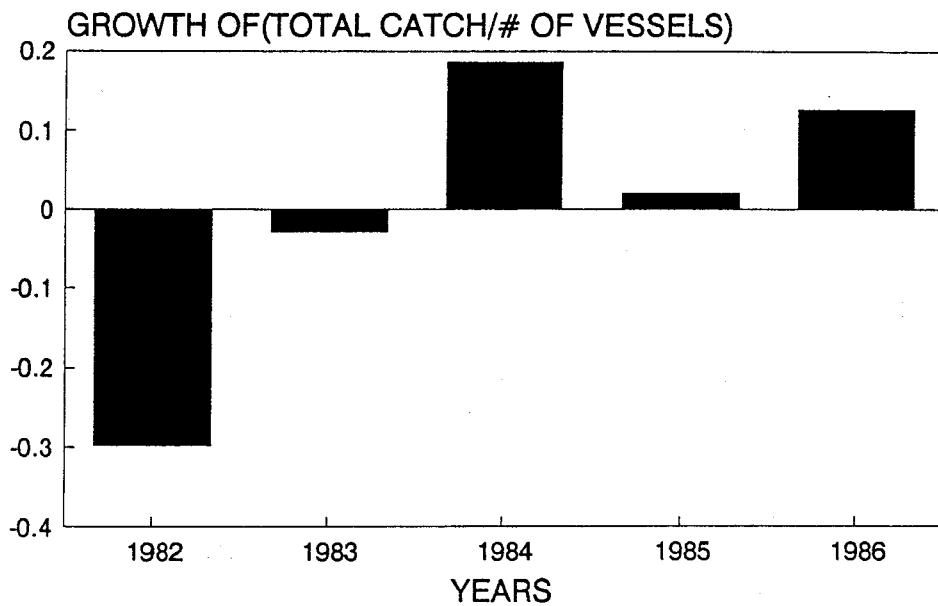 GROWTH OF(TOTAL CATCH/# OF VESSELS)
0.2
0.1
0
-0.1
-0.2
-0.3
-0.4
1982 1983 1984 1985 1986
YEARS